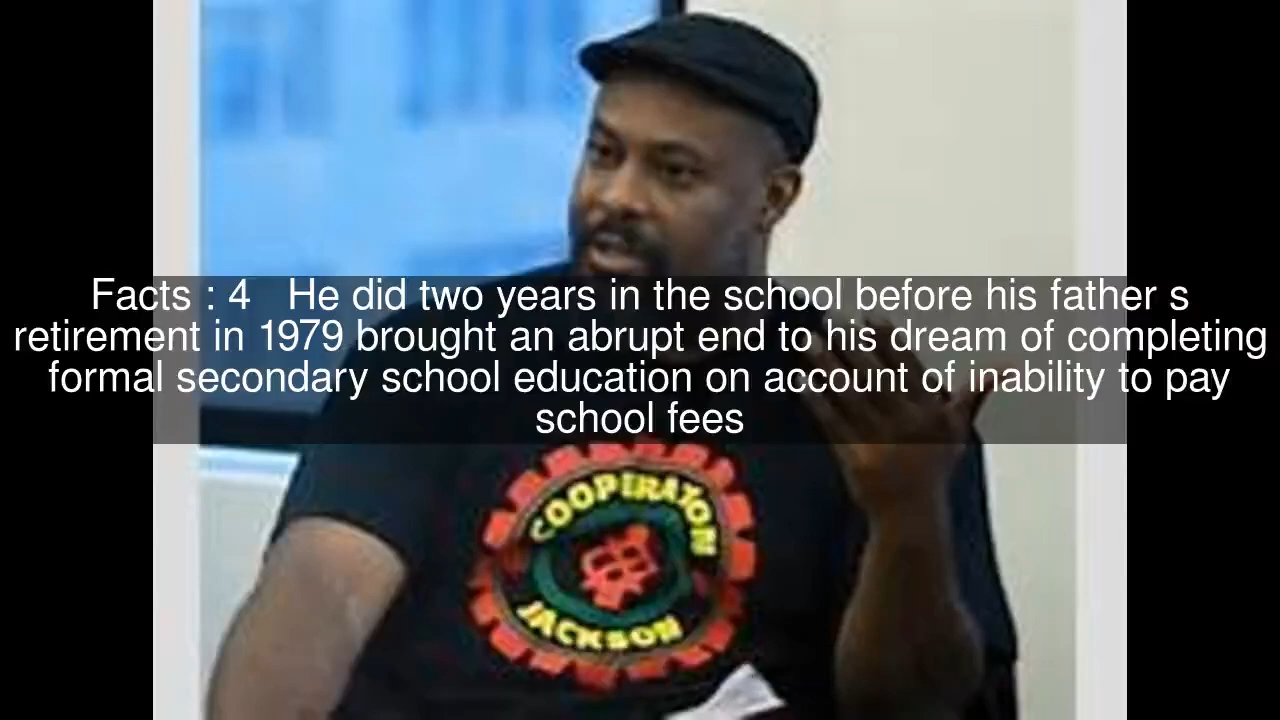 Facts : 4 He did two years in the school before his father s
retirement in 1979 brought an abrupt end to his dream of completing
formal secondary school education on account of inability to pay
school fees
COOPERATION
JACKSON